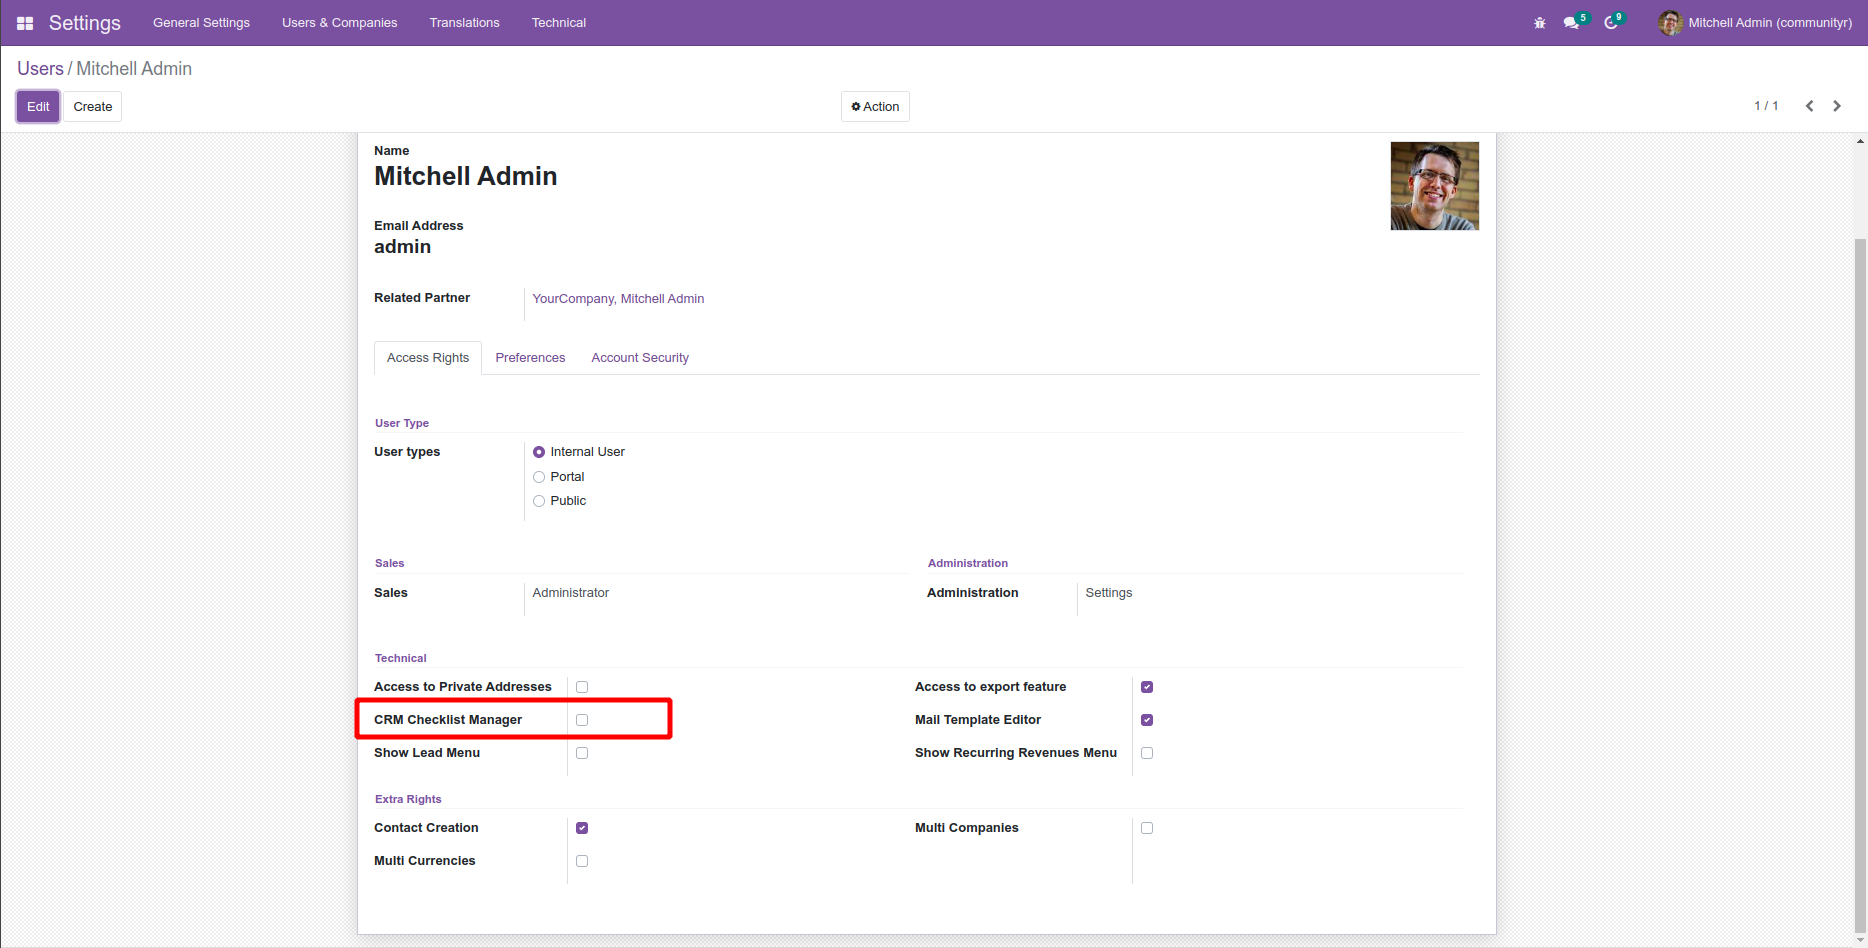 Settings General Settings Users & Companies Translations Technical 5 9 Mitchell Admin (communityr)
Users / Mitchell Admin
Edit Create Action 1 / 1
Name
Mitchell Admin
Email Address
admin
Related Partner YourCompany, Mitchell Admin
Access Rights Preferences Account Security
User Type
User types Internal User
Portal
Public
Sales Administration
Sales Administrator Administration Settings
Technical
Access to Private Addresses Access to export feature
CRM Checklist Manager Mail Template Editor
Show Lead Menu Show Recurring Revenues Menu
Extra Rights
Contact Creation Multi Companies
Multi Currencies